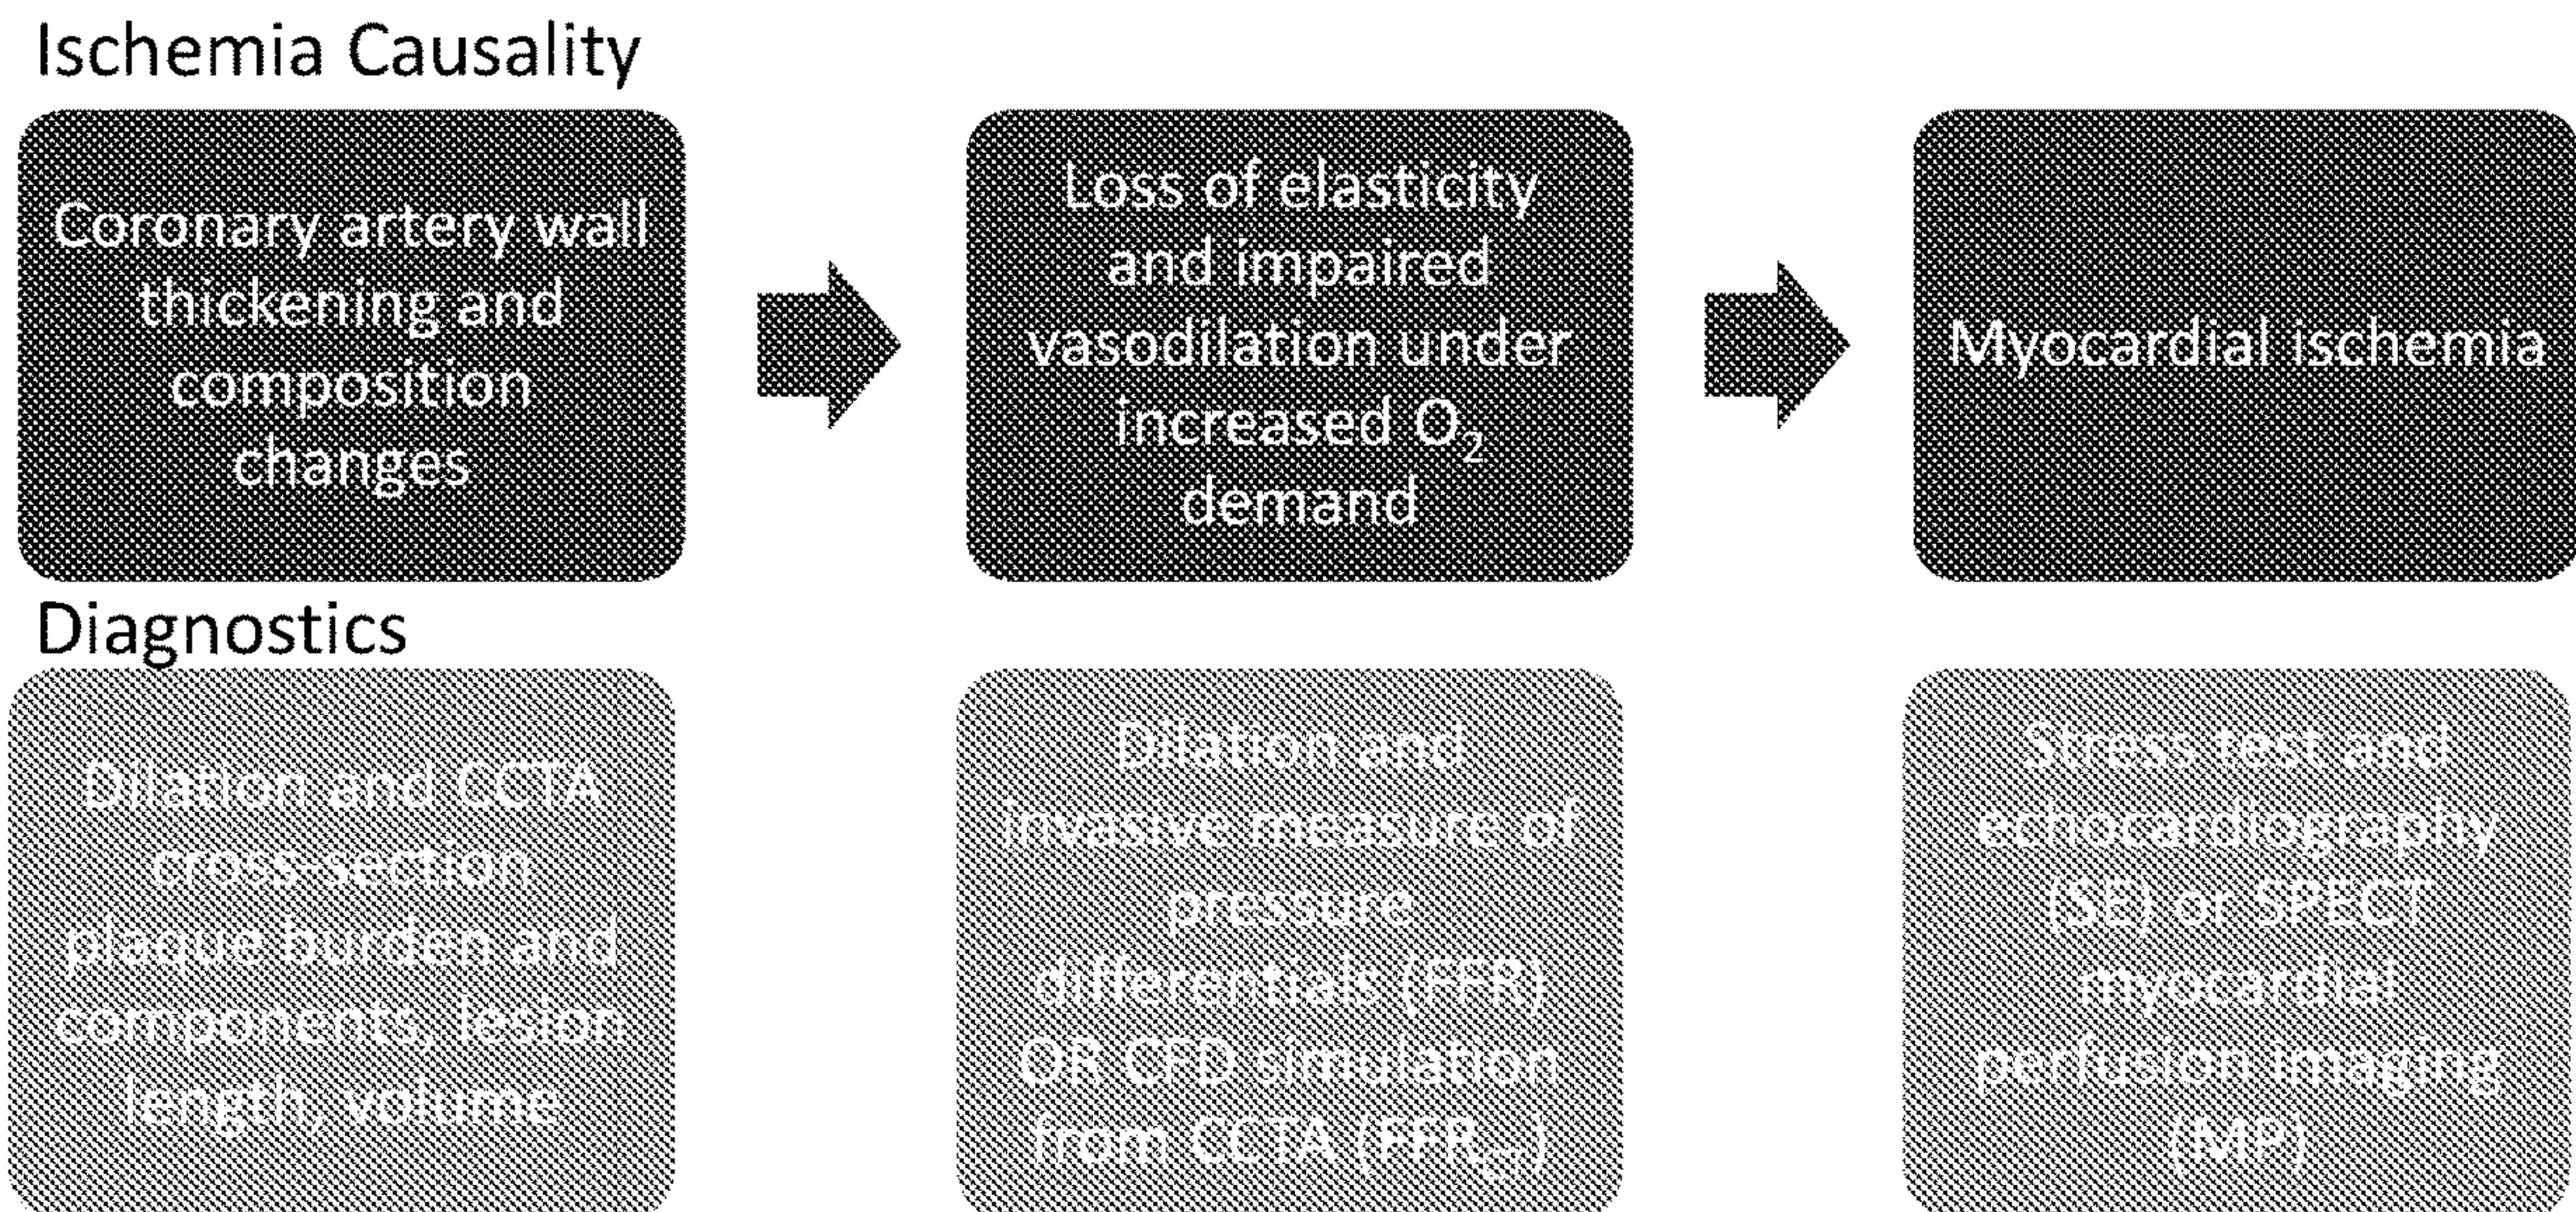 Ischemia Causality
Coronary artery wall
thickening and
composition
changes
Loss of elasticity
and impaired
vasodilation under
increased O₂
demand
Myocardial ischemia
Diagnostics
Dilation and CCTA
cross-section
plaque burden and
components, lesion
length, volume
Dilation and
invasive measure of
pressure
differentials (FFR)
OR CFD simulation
from CCTA (FFR_CT)
Stress test and
echocardiography
(SE) or SPECT
myocardial
perfusion imaging
(MP)